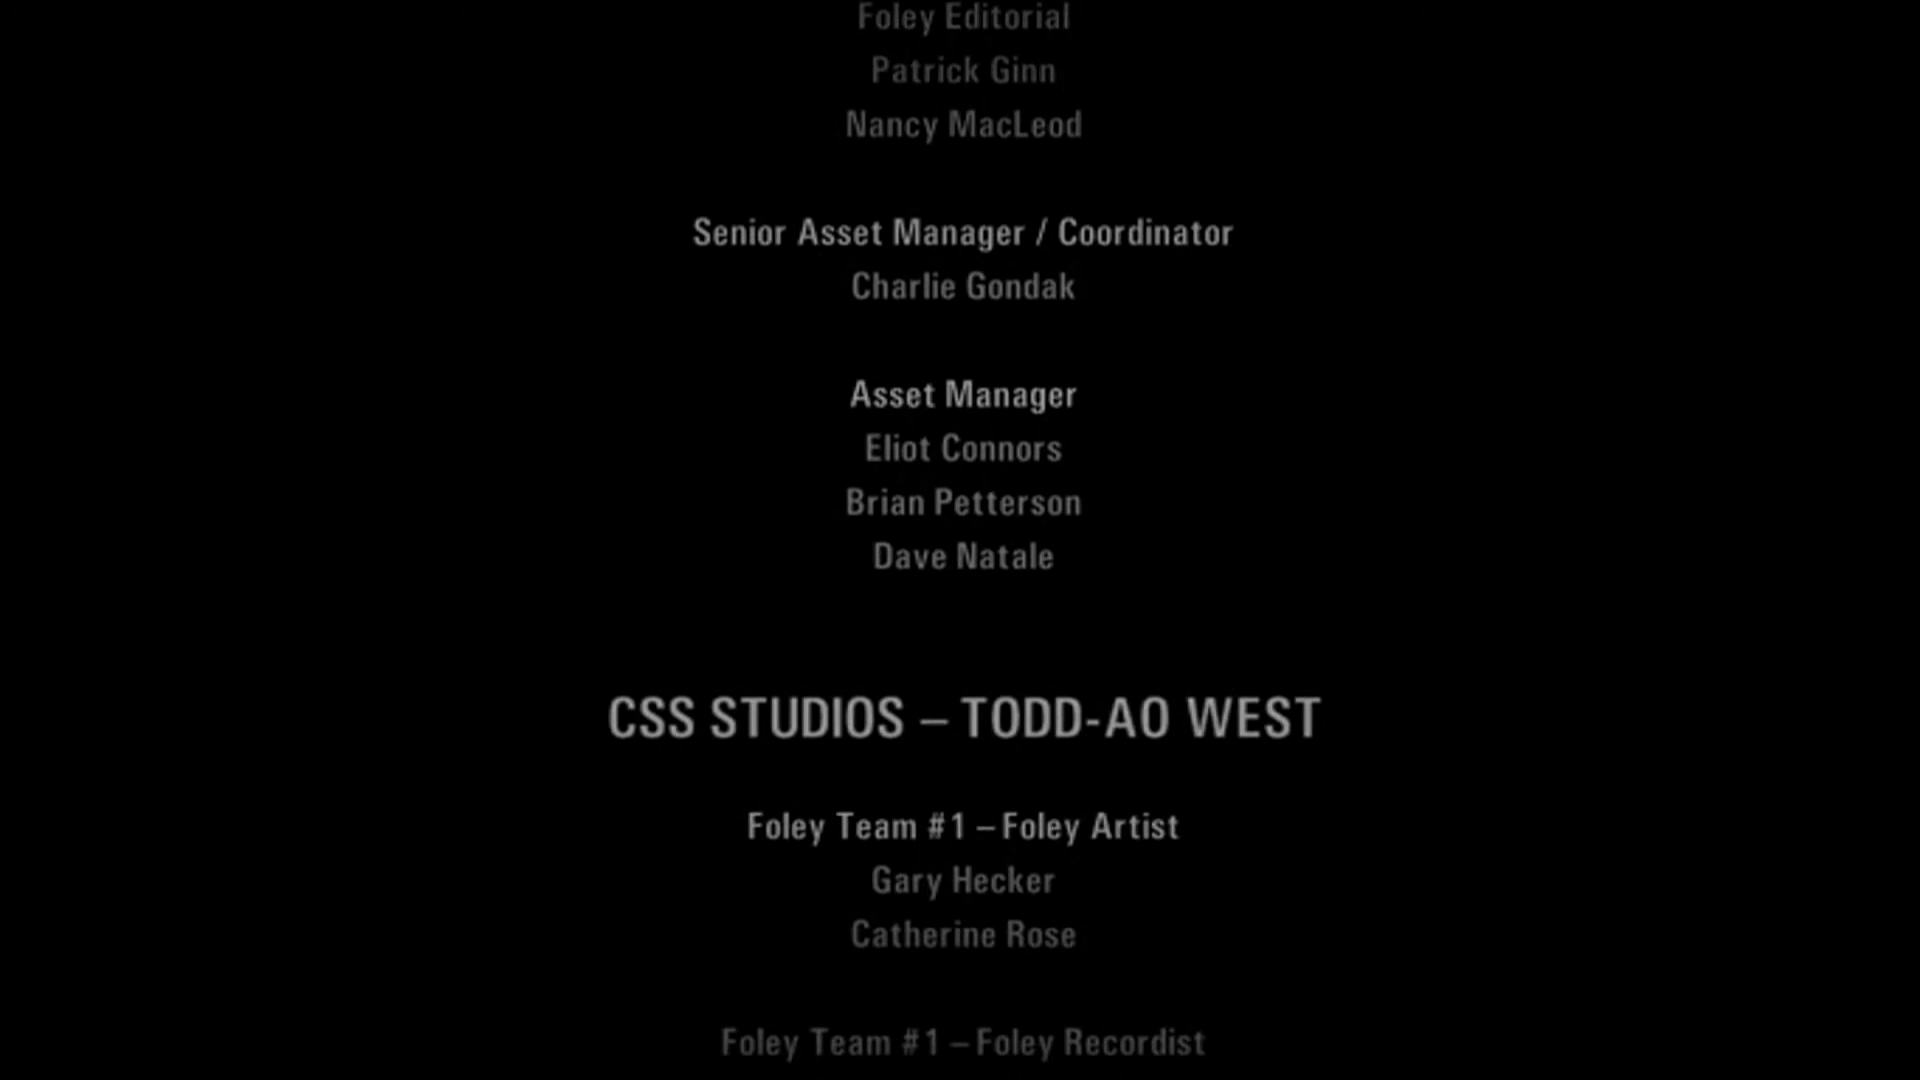 Foley Editorial
Patrick Ginn
Nancy MacLeod
Senior Asset Manager / Coordinator
Charlie Gondak
Asset Manager
Eliot Connors
Brian Petterson
Dave Natale
CSS STUDIOS – TODD-AO WEST
Foley Team #1 – Foley Artist
Gary Hecker
Catherine Rose
Foley Team #1 – Foley Recordist